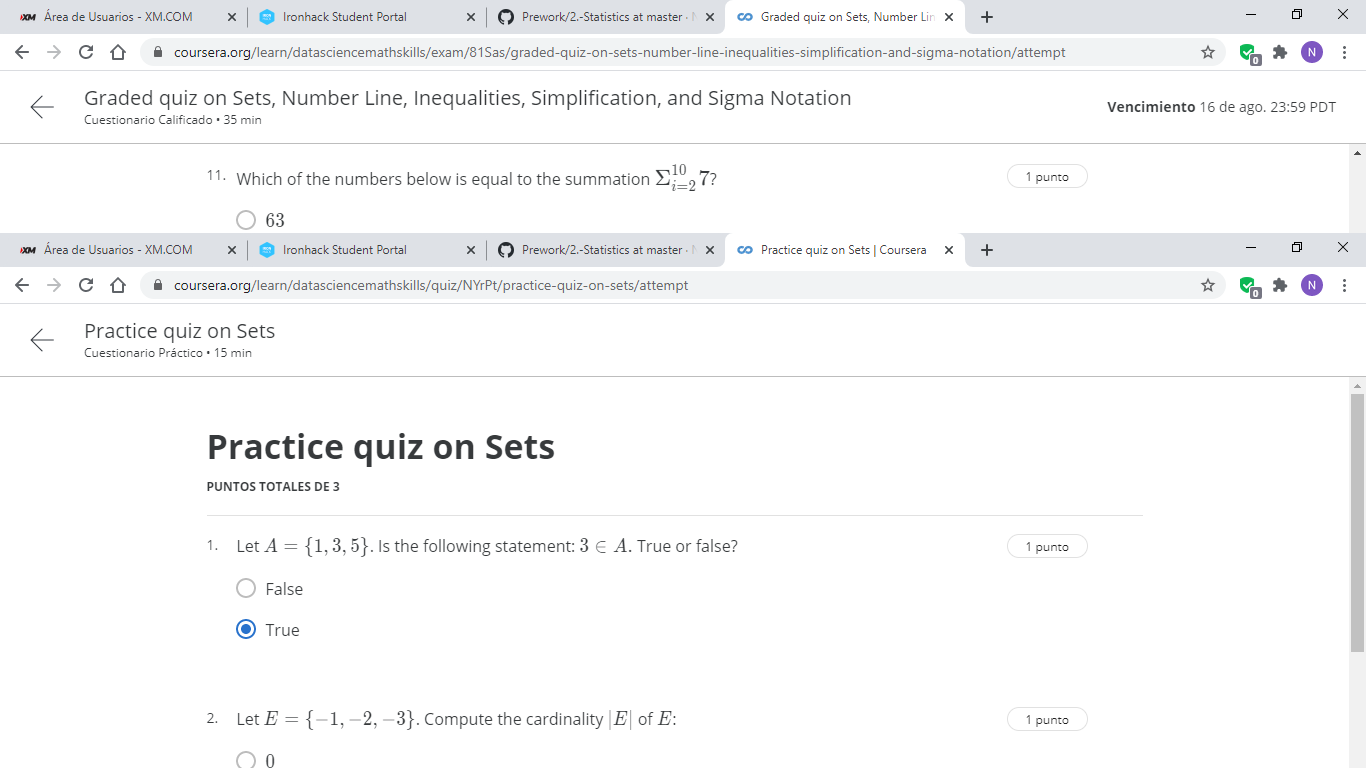 XM Área de Usuarios - XM.COM Ironhack Student Portal Prework/2.-Statistics at master · Graded quiz on Sets, Number Lin
coursera.org/learn/datasciencemathskills/exam/81Sas/graded-quiz-on-sets-number-line-inequalities-simplification-and-sigma-notation/attempt 0 N
Graded quiz on Sets, Number Line, Inequalities, Simplification, and Sigma Notation
Cuestionario Calificado • 35 min
Vencimiento 16 de ago. 23:59 PDT
11. Which of the numbers below is equal to the summation Σ_{i=2}^{10} 7? 1 punto
63
XM Área de Usuarios - XM.COM Ironhack Student Portal Prework/2.-Statistics at master · Practice quiz on Sets | Coursera
coursera.org/learn/datasciencemathskills/quiz/NYrPt/practice-quiz-on-sets/attempt 0 N
Practice quiz on Sets
Cuestionario Práctico • 15 min
Practice quiz on Sets
PUNTOS TOTALES DE 3
1. Let A = {1, 3, 5}. Is the following statement: 3 ∈ A. True or false? 1 punto
False
True
2. Let E = {−1, −2, −3}. Compute the cardinality |E| of E: 1 punto
0